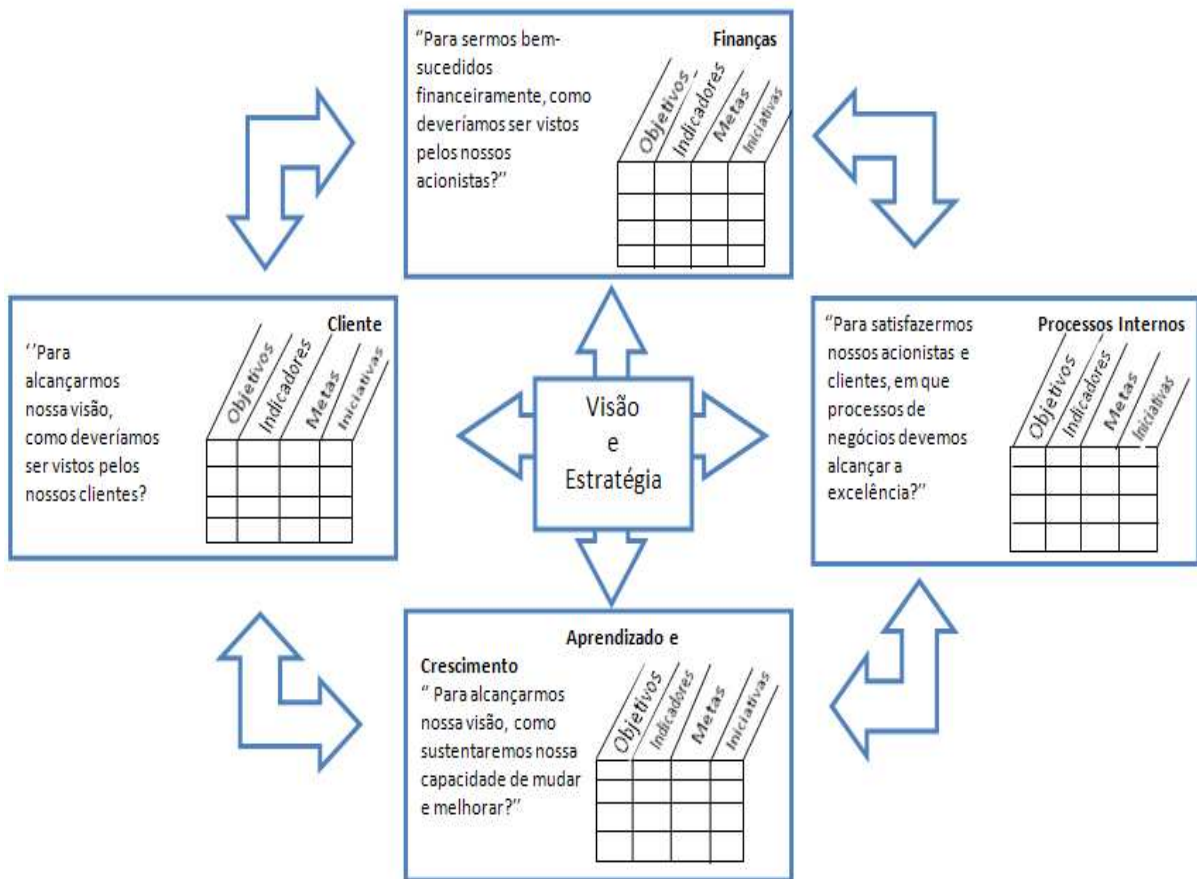 Finanças
“Para sermos bem-
sucedidos
financeiramente, como
deveríamos ser vistos
pelos nossos
acionistas?”
Objetivos
Indicadores
Metas
Iniciativas
Cliente
‘’Para
alcançarmos
nossa visão,
como deveríamos
ser vistos pelos
nossos clientes?
Objetivos
Indicadores
Metas
Iniciativas
Visão
e
Estratégia
Processos Internos
“Para satisfazermos
nossos acionistas e
clientes, em que
processos de
negócios devemos
alcançar a
excelência?”
Objetivos
Indicadores
Metas
Iniciativas
Aprendizado e
Crescimento
“ Para alcançarmos
nossa visão, como
sustentaremos nossa
capacidade de mudar
e melhorar?”
Objetivos
Indicadores
Metas
Iniciativas